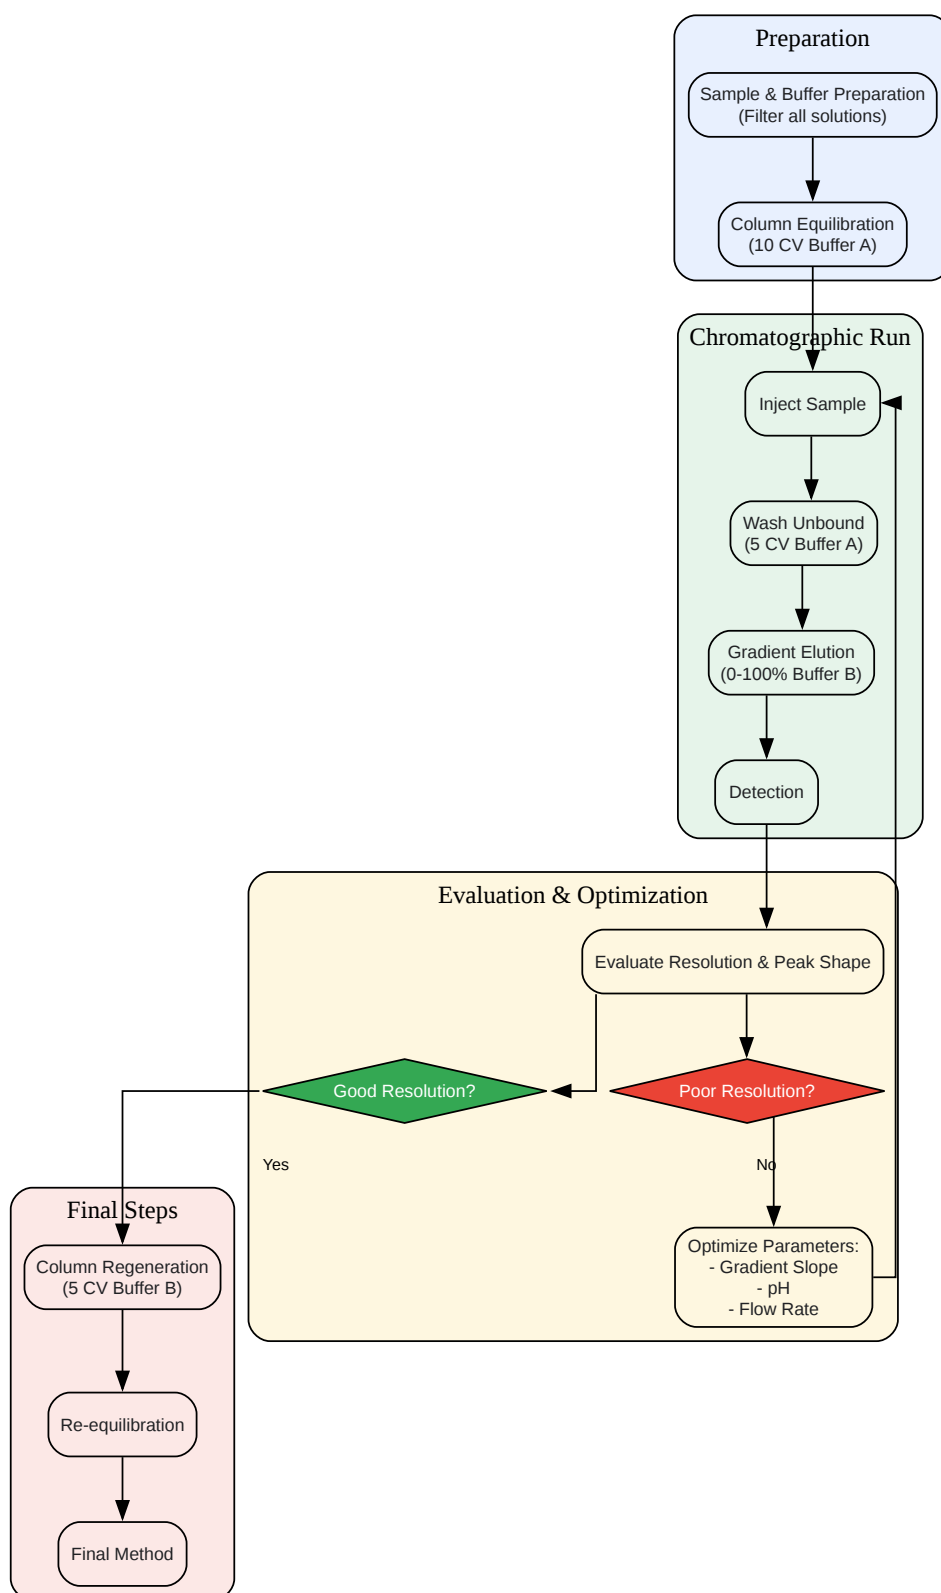 Preparation
Sample & Buffer Preparation
(Filter all solutions)
Column Equilibration
(10 CV Buffer A)
Chromatographic Run
Inject Sample
Wash Unbound
(5 CV Buffer A)
Gradient Elution
(0-100% Buffer B)
Detection
Evaluation & Optimization
Evaluate Resolution & Peak Shape
Good Resolution?
Poor Resolution?
Yes
No
Optimize Parameters:
- Gradient Slope
- pH
- Flow Rate
Final Steps
Column Regeneration
(5 CV Buffer B)
Re-equilibration
Final Method